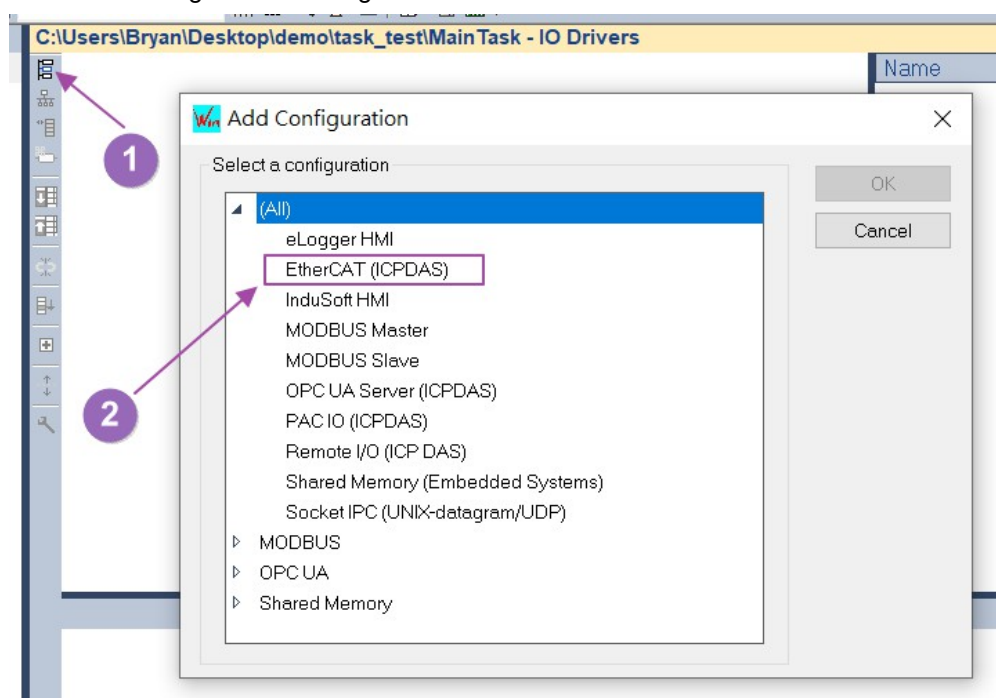 C:\Users\Bryan\Desktop\demo\task_test\MainTask - IO Drivers
Name
Win Add Configuration
1
Select a configuration
OK
(All)
Cancel
eLogger HMI
EtherCAT (ICPDAS)
InduSoft HMI
MODBUS Master
MODBUS Slave
OPC UA Server (ICPDAS)
2
PAC IO (ICPDAS)
Remote I/O (ICP DAS)
Shared Memory (Embedded Systems)
Socket IPC (UNIX-datagram/UDP)
MODBUS
OPC UA
Shared Memory